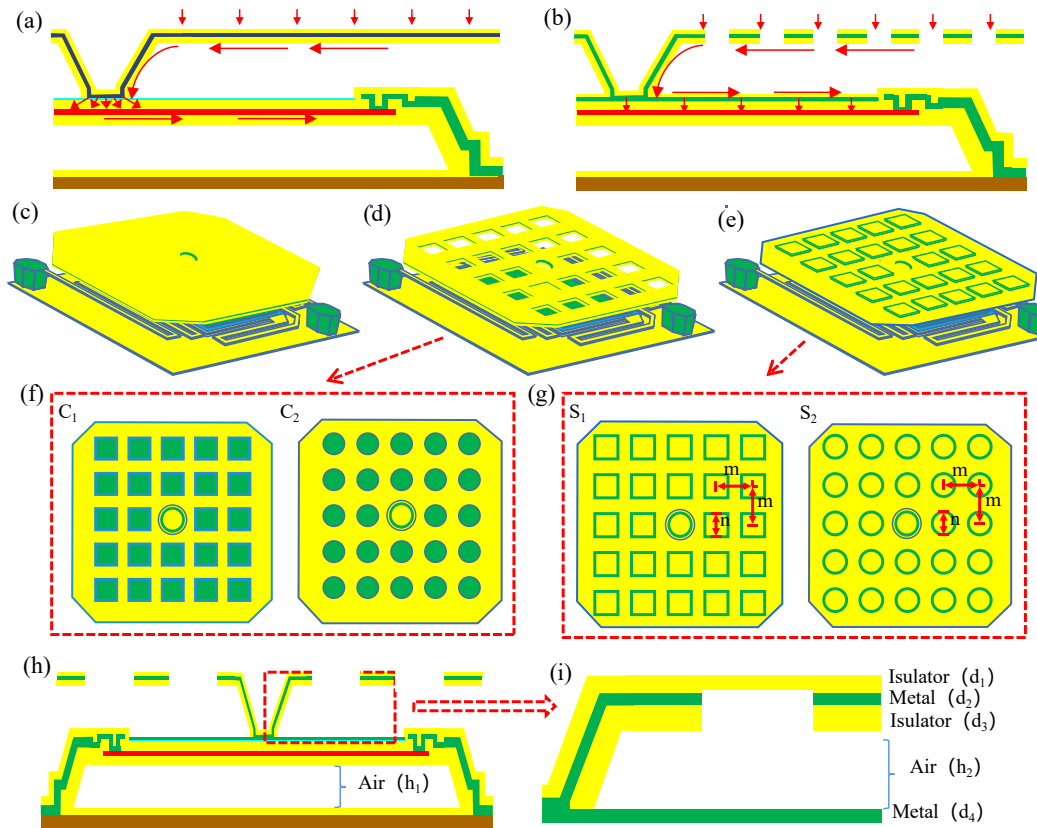 (a)
(b)
(c)
(d)
(e)
(f)
C1
C2
(g)
S1
S2
m
m
n
m
m
n
(h)
Air (h1)
(i)
Isulator (d1)
Metal (d2)
Isulator (d3)
Air (h2)
Metal (d4)